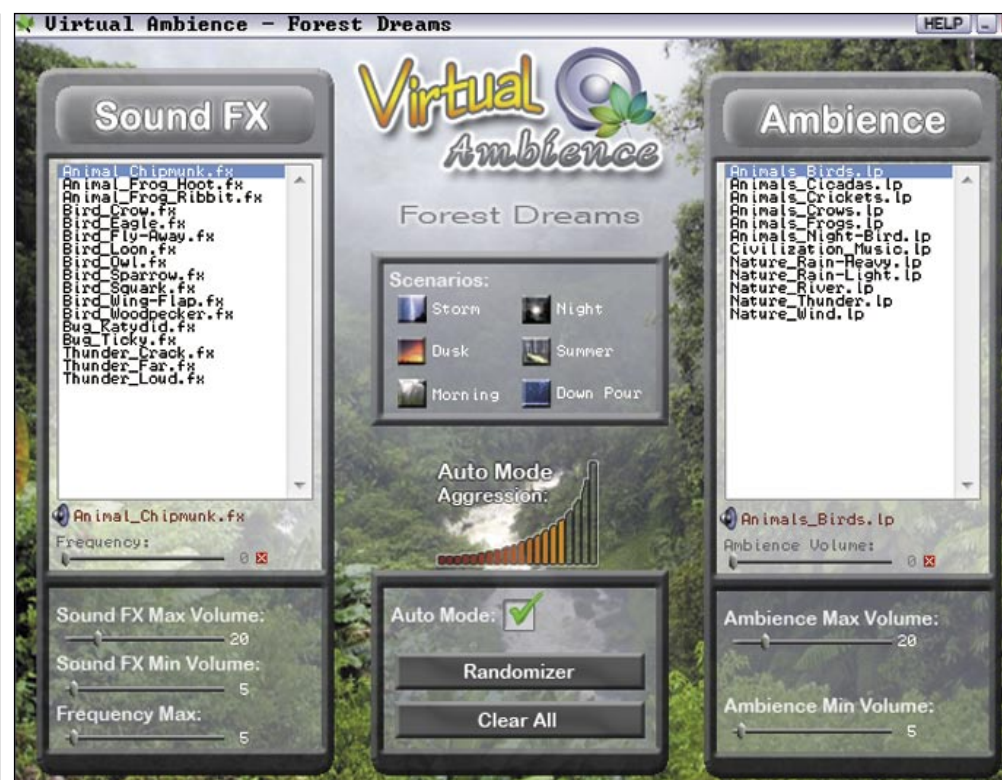 Virtual Ambience - Forest Dreams
HELP
-
Sound FX
Animal_Chipmunk.fx
Animal_Frog_Hoot.fx
Animal_Frog_Ribbit.fx
Bird_Crow.fx
Bird_Eagle.fx
Bird_Fly-Away.fx
Bird_Loon.fx
Bird_Owl.fx
Bird_Sparrow.fx
Bird_Squark.fx
Bird_Wing-Flap.fx
Bird_Woodpecker.fx
Bug_Katydid.fx
Bug_Ticky.fx
Thunder_Crack.fx
Thunder_Far.fx
Thunder_Loud.fx
Animal_Chipmunk.fx
Frequency:
0
Sound FX Max Volume:
20
Sound FX Min Volume:
5
Frequency Max:
5
Virtual
Ambience
Forest Dreams
Scenarios:
Storm
Night
Dusk
Summer
Morning
Down Pour
Auto Mode
Aggression:
Auto Mode:
Randomizer
Clear All
Ambience
Animals_Birds.lp
Animals_Cicadas.lp
Animals_Crickets.lp
Animals_Crows.lp
Animals_Frogs.lp
Animals_Night-Bird.lp
Civilization_Music.lp
Nature_Rain-Heavy.lp
Nature_Rain-Light.lp
Nature_River.lp
Nature_Thunder.lp
Nature_Wind.lp
Animals_Birds.lp
Ambience Volume:
0
Ambience Max Volume:
20
Ambience Min Volume:
5